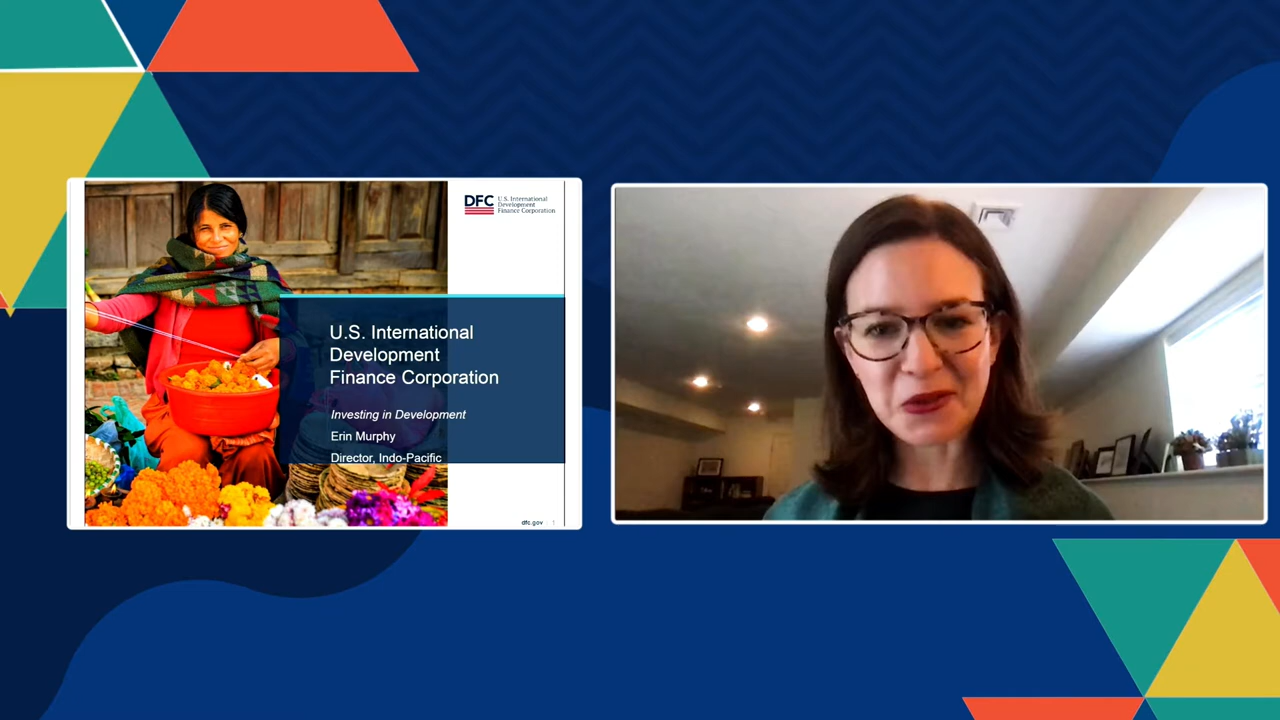 DFC
U.S. International
Development
Finance Corporation
U.S. International
Development
Finance Corporation
Investing in Development
Erin Murphy
Director, Indo-Pacific
dfc.gov | 1